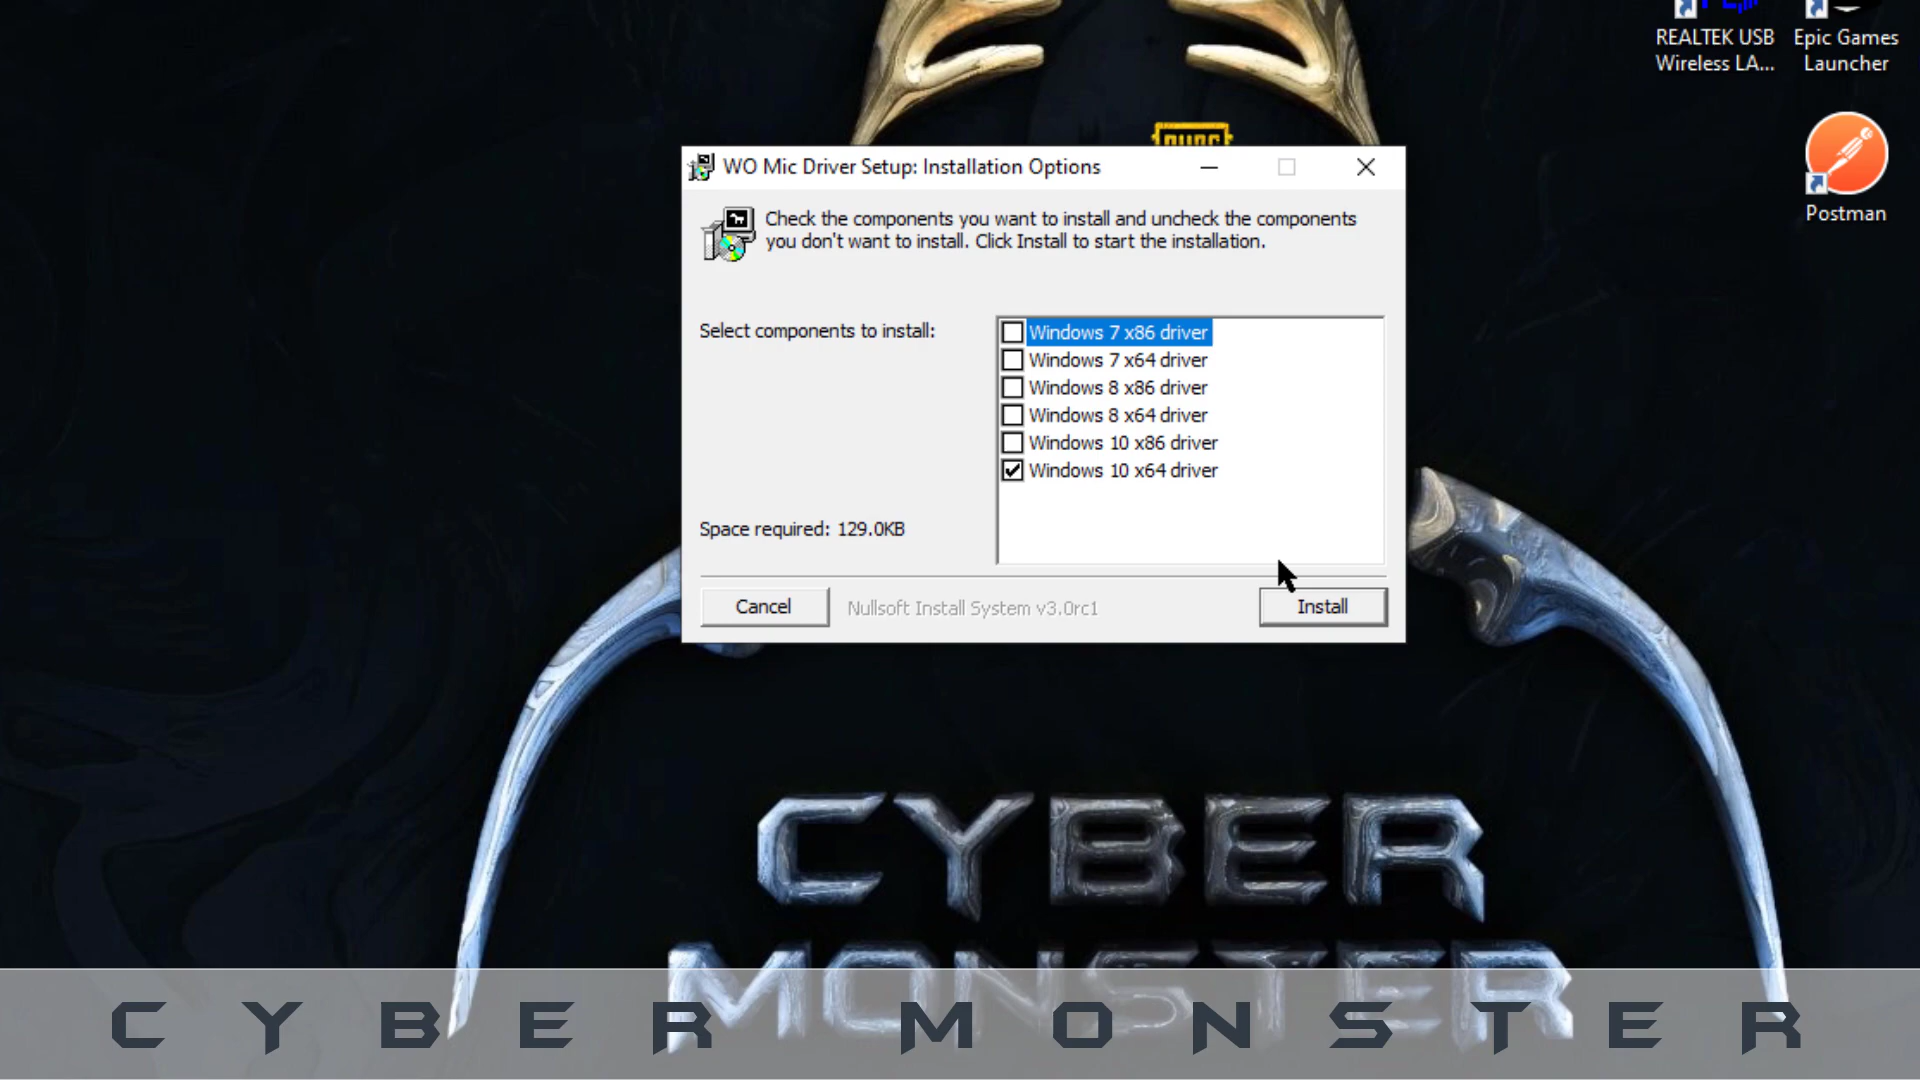 REALTEK USB
Wireless LA...
Epic Games
Launcher
PUBG
WO Mic Driver Setup: Installation Options
Postman
Check the components you want to install and uncheck the components
you don't want to install. Click Install to start the installation.
Select components to install:
Windows 7 x86 driver
Windows 7 x64 driver
Windows 8 x86 driver
Windows 8 x64 driver
Windows 10 x86 driver
Windows 10 x64 driver
Space required: 129.0KB
Cancel
Nullsoft Install System v3.0rc1
Install
CYBER
MONSTER
CYBER MONSTER